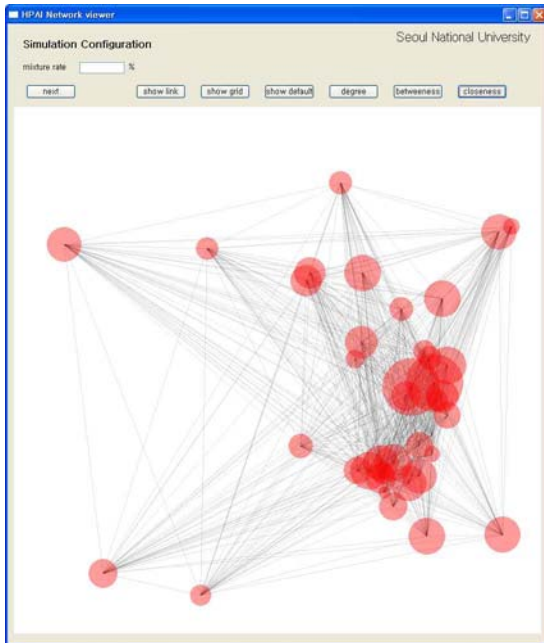 HPAI Network viewer
Seoul National University
Simulation Configuration
mixture rate %
next show link show grid show default degree betweeness closeness